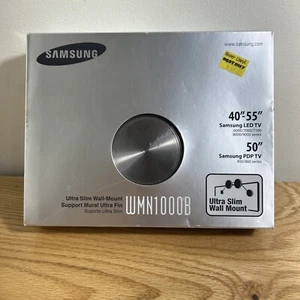 SAMSUNG
www.samsung.com
40"55"
Samsung LED TV
50"
Samsung PDP TV
Ultra Slim Wall-Mount
Support Mural Ultra Fin
WMN1000B
Ultra Slim
Wall Mount